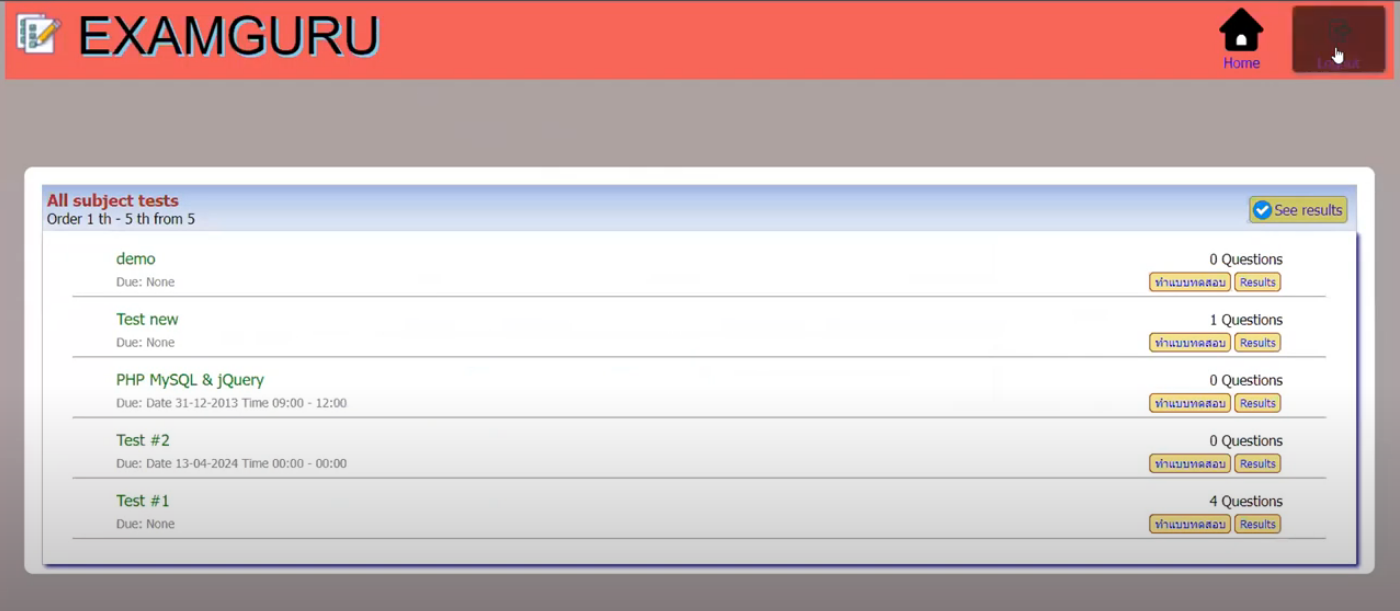 EXAMGURU
Home
Logout
All subject tests
Order 1 th - 5 th from 5
See results
demo
0 Questions
Due: None
ทำแบบทดสอบ Results
Test new
1 Questions
Due: None
ทำแบบทดสอบ Results
PHP MySQL & jQuery
0 Questions
Due: Date 31-12-2013 Time 09:00 - 12:00
ทำแบบทดสอบ Results
Test #2
0 Questions
Due: Date 13-04-2024 Time 00:00 - 00:00
ทำแบบทดสอบ Results
Test #1
4 Questions
Due: None
ทำแบบทดสอบ Results